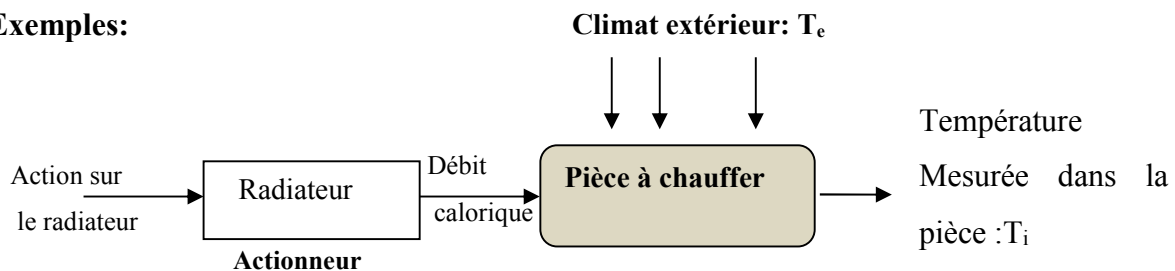 Exemples:
Climat extérieur: Te
Action sur
le radiateur
Radiateur
Actionneur
Débit
calorique
Pièce à chauffer
Température
Mesurée dans la
pièce :Ti